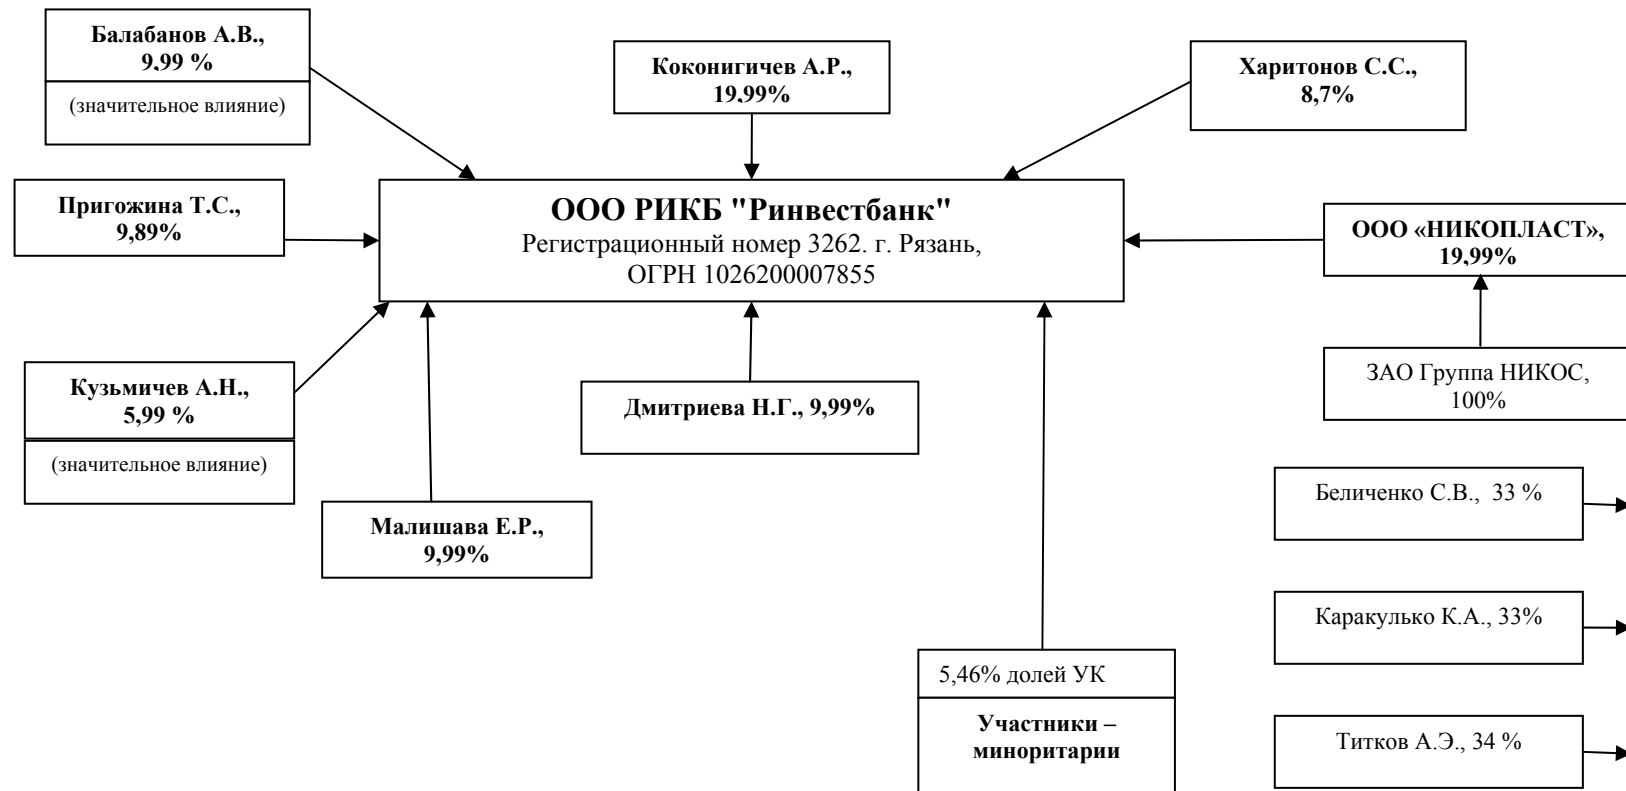 Балабанов А.В.,
9,99 %
(значительное влияние)
Коконигичев А.Р.,
19,99%
Харитонов С.С.,
8,7%
Пригожина Т.С.,
9,89%
ООО РИКБ "Ринвестбанк"
Регистрационный номер 3262. г. Рязань,
ОГРН 1026200007855
ООО «НИКОПЛАСТ»,
19,99%
Кузьмичев А.Н.,
5,99 %
(значительное влияние)
Дмитриева Н.Г., 9,99%
ЗАО Группа НИКОС,
100%
Малишава Е.Р.,
9,99%
Беличенко С.В., 33 %
Каракулько К.А., 33%
5,46% долей УК
Участники –
миноритарии
Титков А.Э., 34 %